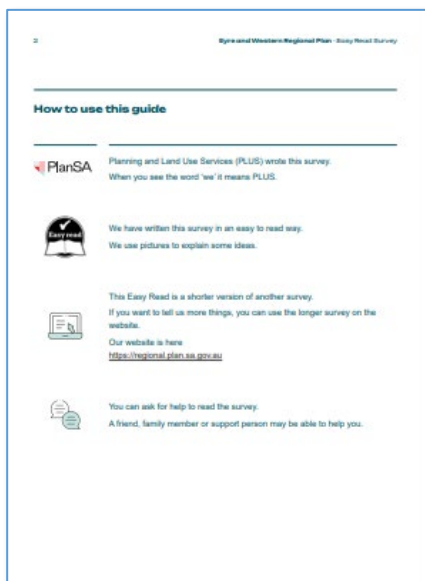 2
Eyre and Western Regional Plan - Easy Read Survey
How to use this guide
PlanSA
Planning and Land Use Services (PLUS) wrote this survey.
When you see the word 'we' it means PLUS.
Easy read
We have written this survey in an easy to read way.
We use pictures to explain some ideas.
This Easy Read is a shorter version of another survey.
If you want to tell us more things, you can use the longer survey on the
website.
Our website is here
https://regional.plan.sa.gov.au
You can ask for help to read the survey.
A friend, family member or support person may be able to help you.